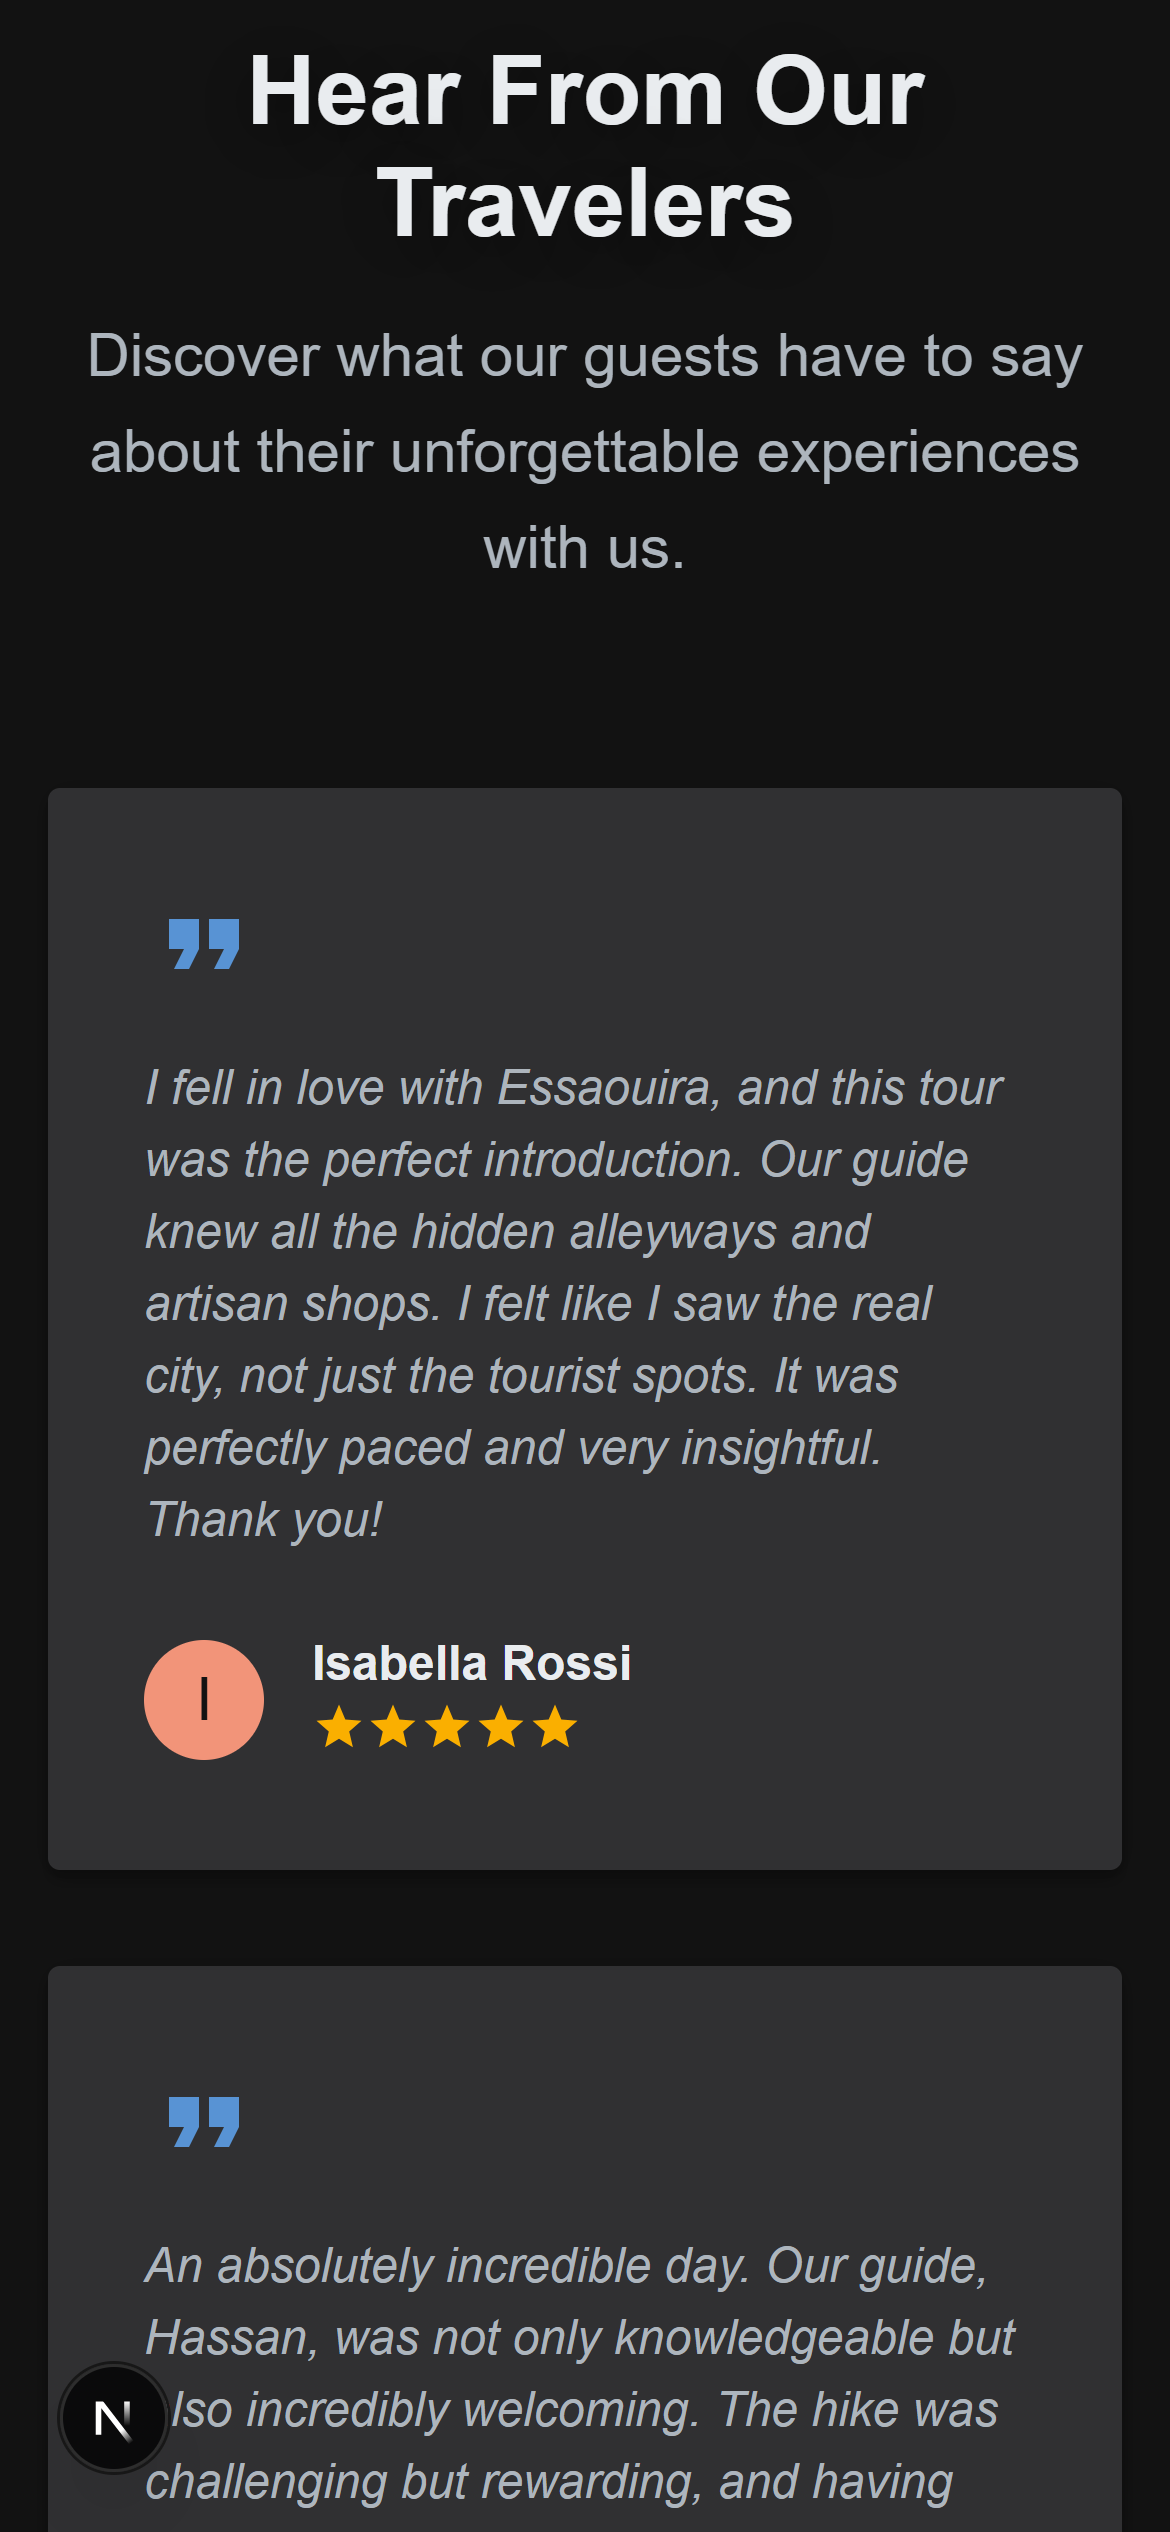 Hear From Our
Travelers
Discover what our guests have to say
about their unforgettable experiences
with us.
I fell in love with Essaouira, and this tour
was the perfect introduction. Our guide
knew all the hidden alleyways and
artisan shops. I felt like I saw the real
city, not just the tourist spots. It was
perfectly paced and very insightful.
Thank you!
I
Isabella Rossi
An absolutely incredible day. Our guide,
Hassan, was not only knowledgeable but
also incredibly welcoming. The hike was
N
challenging but rewarding, and having